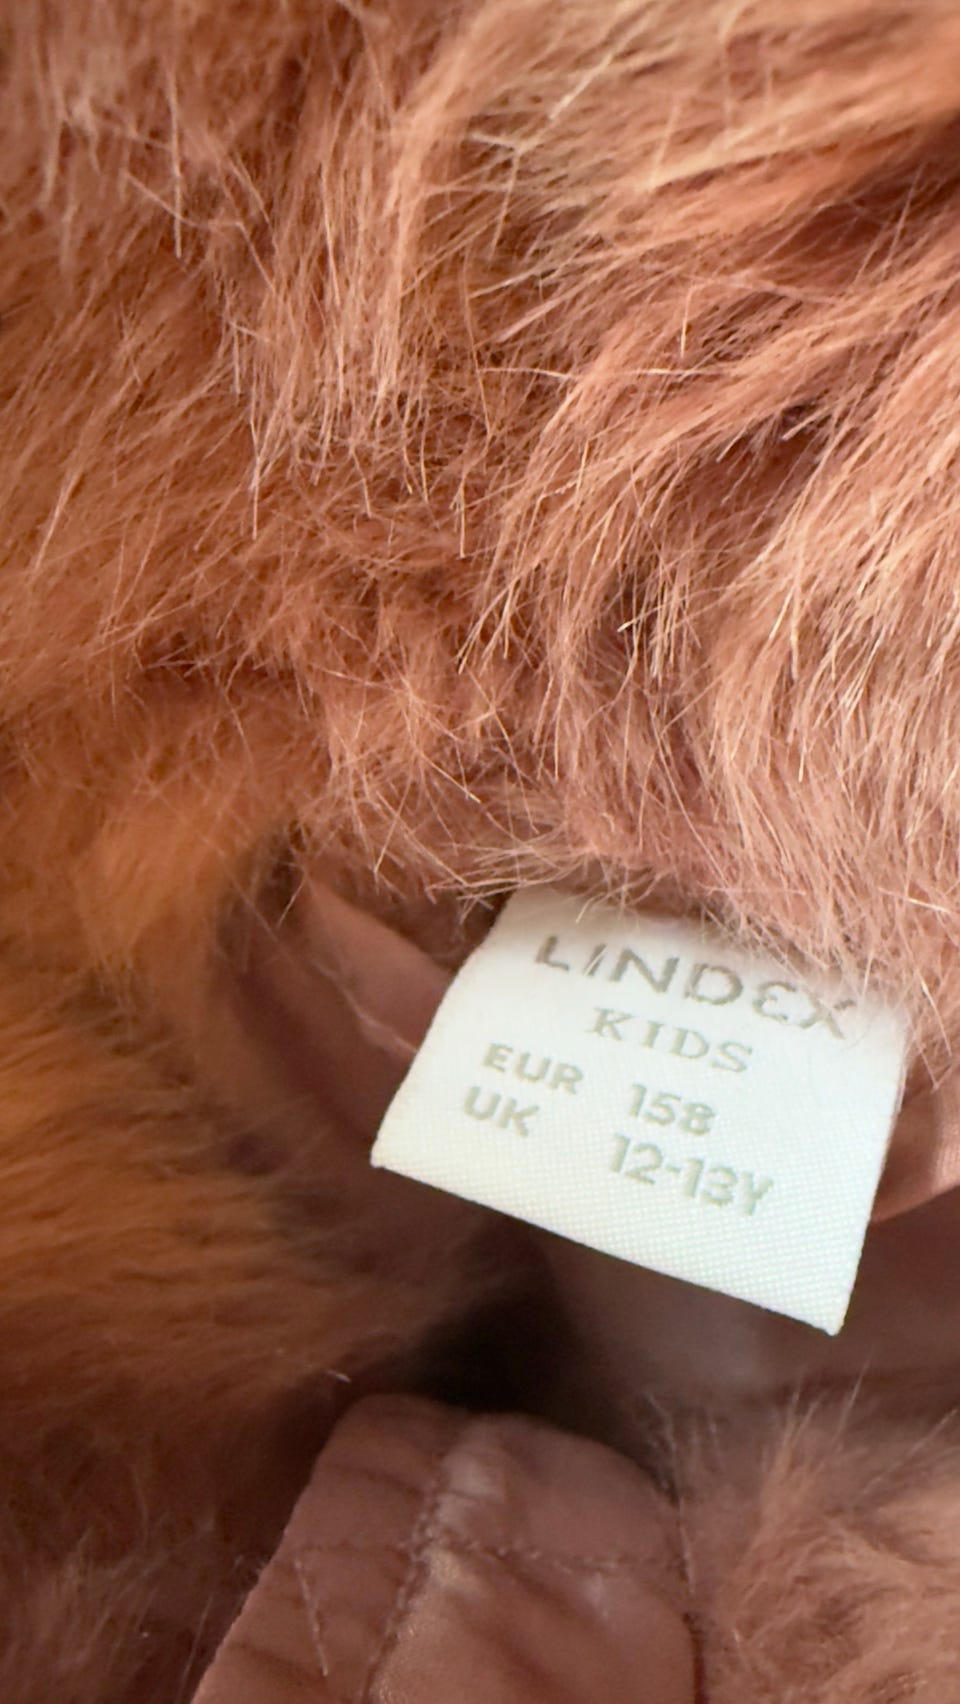 LINDEX
KIDS
EUR 158
UK 12-13Y